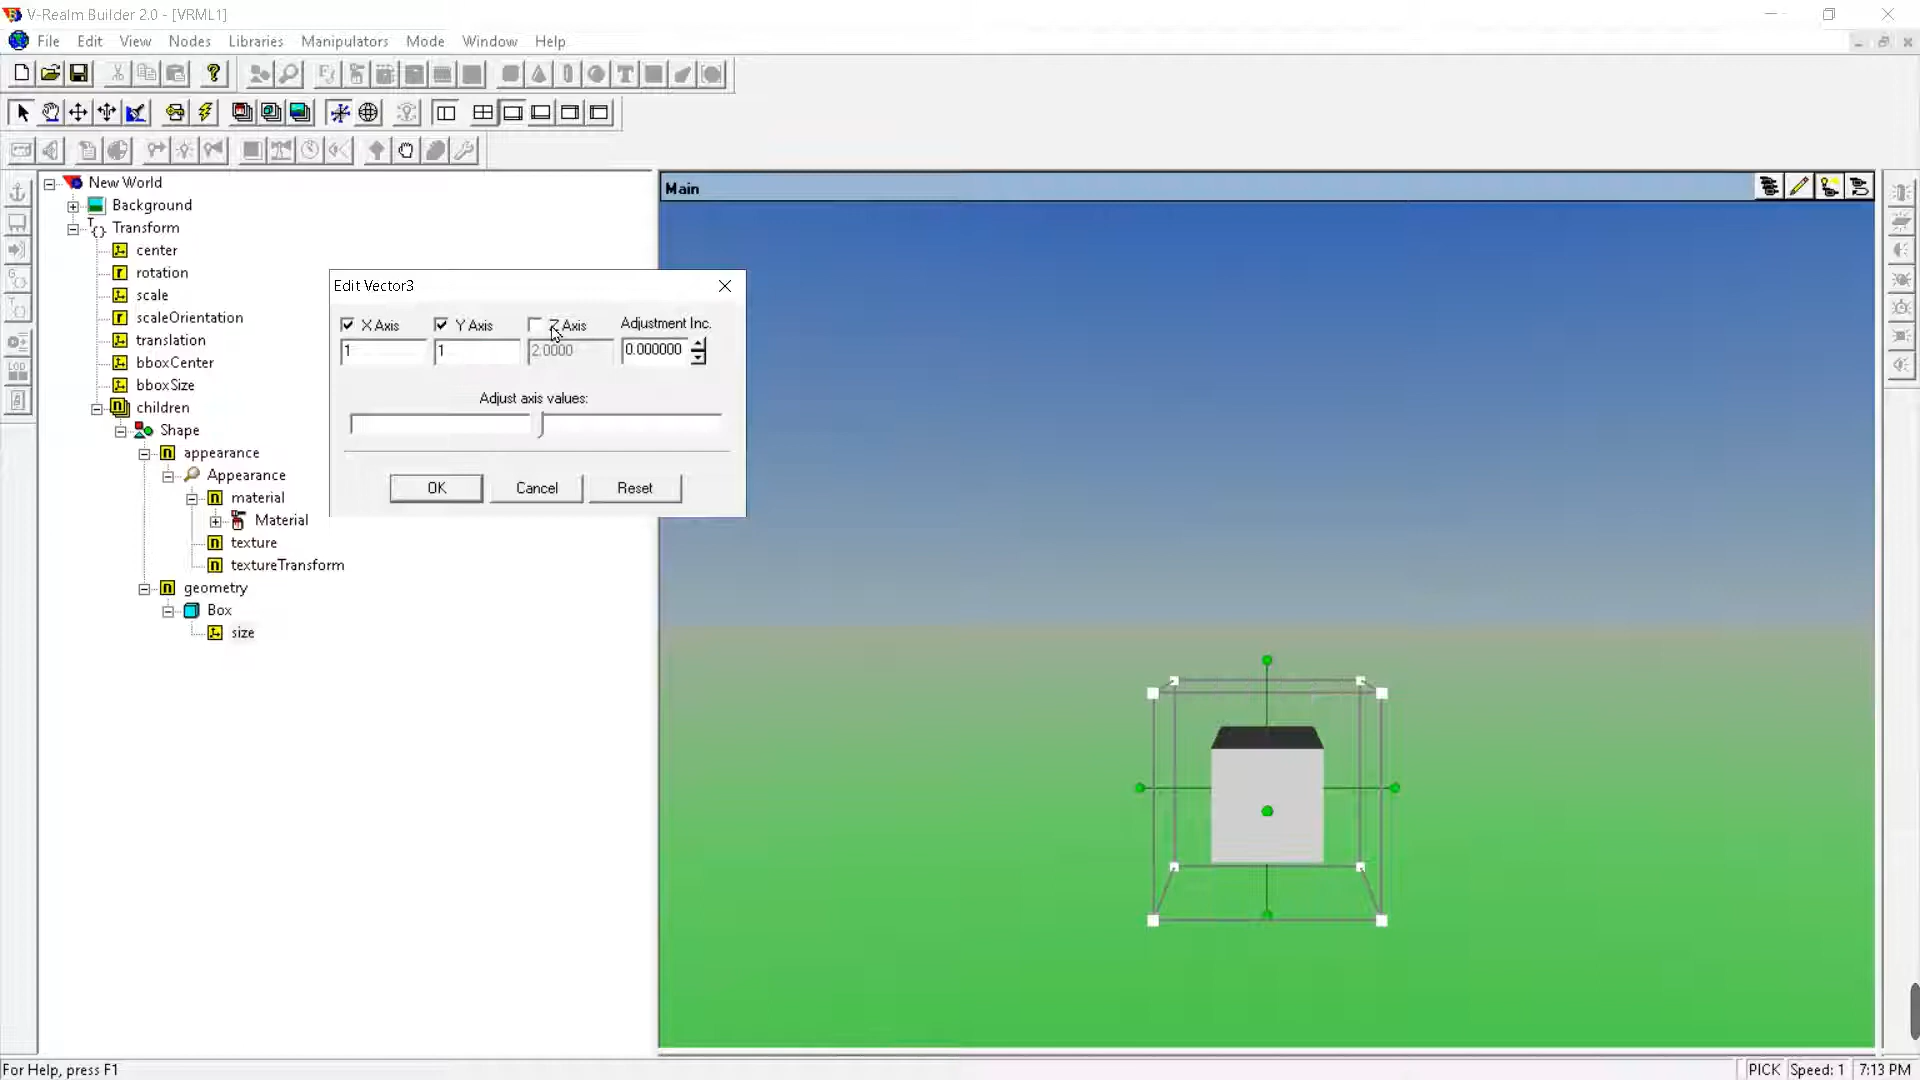 V-Realm Builder 2.0 - [VRML1]
File Edit View Nodes Libraries Manipulators Mode Window Help
New World
Background
Transform
center
rotation
scale
scaleOrientation
translation
bboxCenter
bboxSize
children
Shape
appearance
Appearance
material
Material
texture
textureTransform
geometry
Box
size
Edit Vector3
X Axis Y Axis Z Axis Adjustment Inc.
1 1 2.0000 0.000000
Adjust axis values:
OK Cancel Reset
Main
LOD
For Help, press F1
PICK Speed: 1 7:13 PM